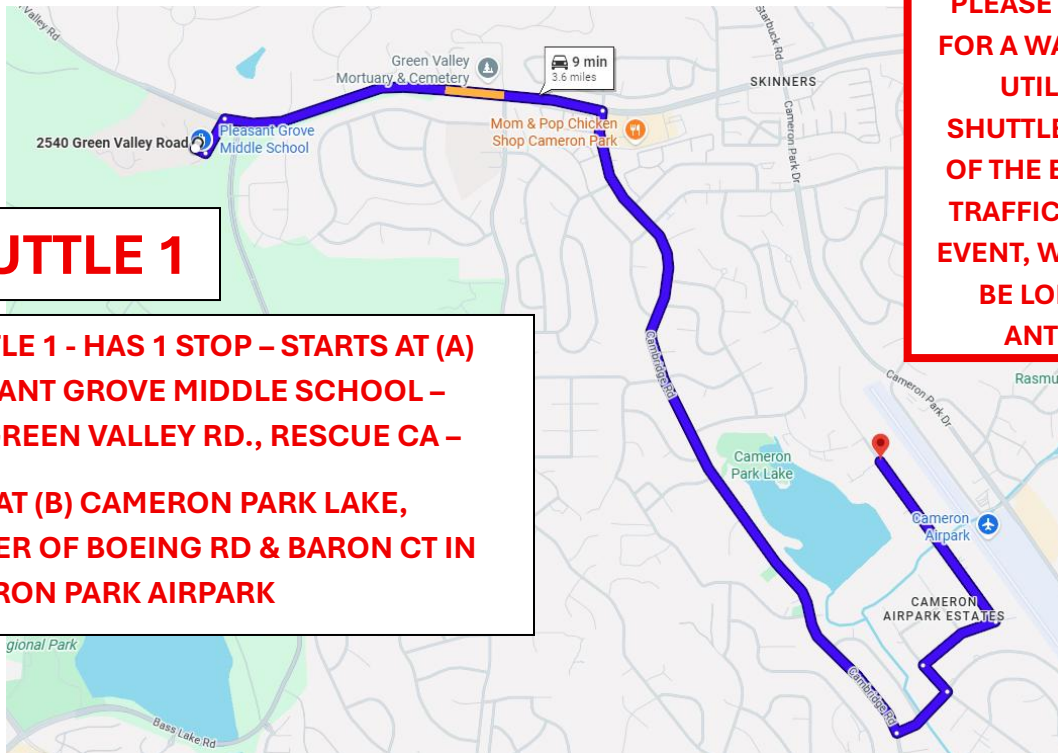 Valley Rd
Green Valley
Mortuary & Cemetery
9 min
3.6 miles
Starbuck Rd
SKINNERS
Cameron Park Dr
2540 Green Valley Road
Pleasant Grove
Middle School
Mom & Pop Chicken
Shop Cameron Park
PLEASE
FOR A WA
UTIL
SHUTTLE
OF THE E
TRAFFIC
EVENT, W
BE LO
ANT
UTTLE 1
TLE 1 - HAS 1 STOP – STARTS AT (A)
ANT GROVE MIDDLE SCHOOL –
GREEN VALLEY RD., RESCUE CA –
AT (B) CAMERON PARK LAKE,
ER OF BOEING RD & BARON CT IN
RON PARK AIRPARK
Cambridge Rd
Cameron Park Dr
Rasmu
Cameron
Park Lake
Cameron
Airpark
CAMERON
AIRPARK ESTATES
Cambridge Rd
gional Park
Bass Lake Rd